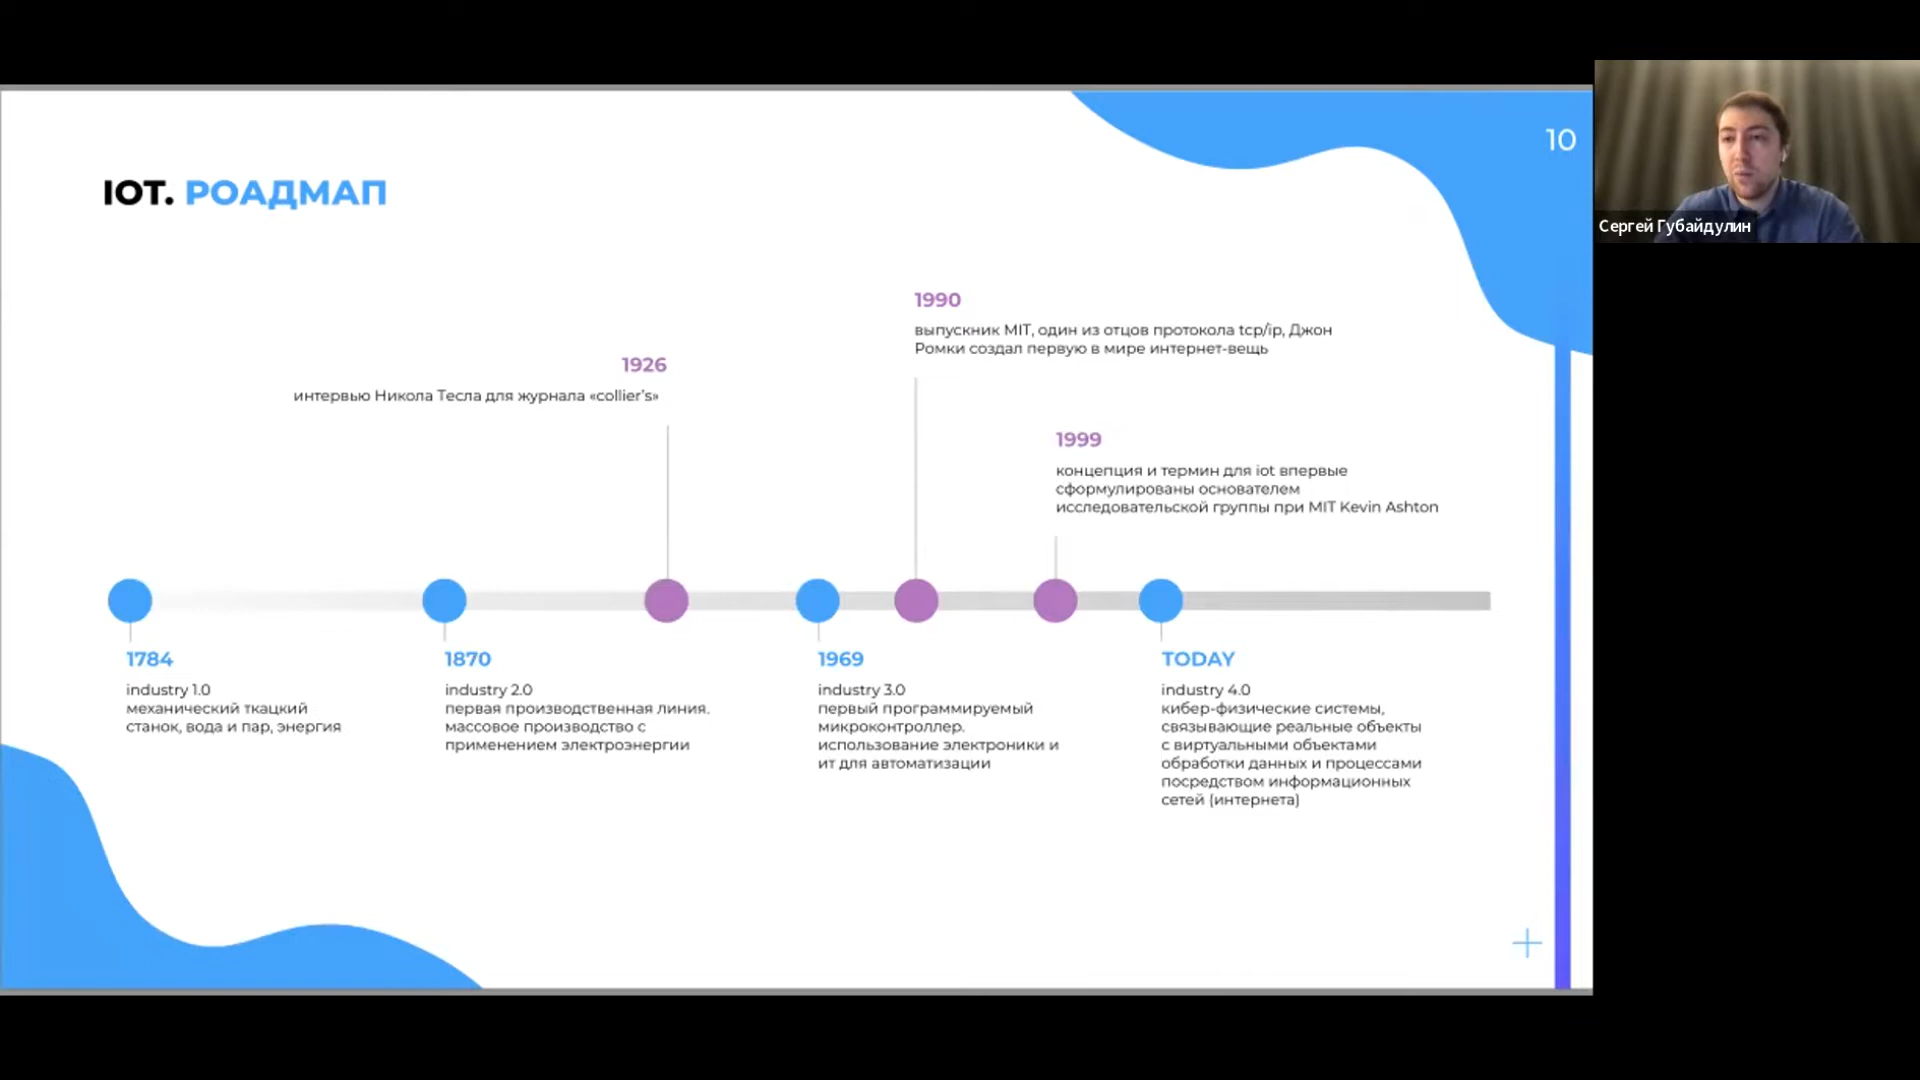 10
IOT. РОАДМАП
Сергей Губайдулин
1990
выпускник MIT, один из отцов протокола tcp/ip, Джон
Ромки создал первую в мире интернет-вещь
1926
интервью Никола Тесла для журнала «collier's»
1999
концепция и термин для iot впервые
сформулированы основателем
исследовательской группы при MIT Kevin Ashton
1784
industry 1.0
механический ткацкий
станок, вода и пар, энергия
1870
industry 2.0
первая производственная линия.
массовое производство с
применением электроэнергии
1969
industry 3.0
первый программируемый
микроконтроллер.
использование электроники и
ит для автоматизации
TODAY
industry 4.0
кибер-физические системы,
связывающие реальные объекты
с виртуальными объектами
обработки данных и процессами
посредством информационных
сетей (интернета)